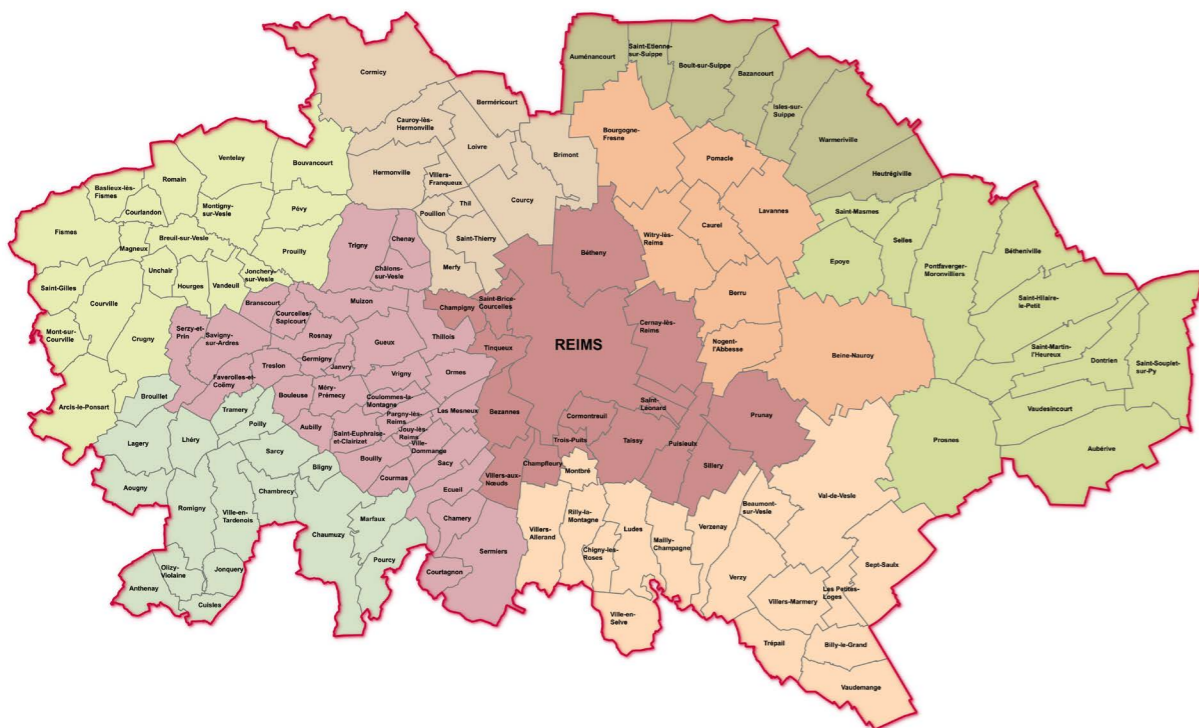 Cormicy
Berméricourt
Cauroy-lès-
Hermonville
Loivre
Brimont
Hermonville
Villers-
Franqueux
Courcy
Thil
Pouillon
Saint-Thierry
Merfy
Auménancourt
Saint-Etienne-
sur-Suippe
Boult-sur-Suippe
Bazancourt
Isles-sur-
Suippe
Warmeriville
Heutrégiville
Bourgogne-
Fresne
Pomacle
Lavannes
Witry-lès-
Reims
Caurel
Berru
Nogent-
l'Abbesse
Beine-Nauroy
Saint-Masmes
Selles
Epoye
Pontfaverger-
Moronvilliers
Bétheniville
Saint-Hilaire-
le-Petit
Saint-Martin-
l'Heureux
Dontrien
Saint-Souplet-
sur-Py
Vaudesincourt
Aubérive
Prosnes
Ventelay
Bouvancourt
Romain
Baslieux-lès-
Fismes
Courlandon
Montigny-
sur-Vesle
Pévy
Fismes
Magneux
Breuil-sur-Vesle
Prouilly
Unchair
Hourges
Vandeuil
Jonchery-
sur-Vesle
Saint-Gilles
Courville
Mont-sur-
Courville
Crugny
Arcis-le-Ponsart
Trigny
Chenay
Châlons-
sur-Vesle
Muizon
Branscourt
Courcelles-
Sapicourt
Serzy-et-
Prin
Savigny-
sur-Ardres
Rosnay
Gueux
Thillois
Germigny
Janvry
Treslon
Vrigny
Ormes
Faverolles-et-
Coëmy
Bouleuse
Méry-
Prémecy
Coulommes-la-
Montagne
Pargny-lès-
Reims
Les Mesneux
Aubilly
Saint-Euphraise-
et-Clairizet
Jouy-lès-
Reims
Ville-
Dommange
Bouilly
Sacy
Courmas
Ecueil
Chamery
Sermiers
Courtagnon
Brouillet
Tramery
Poilly
Lagery
Lhéry
Sarcy
Bligny
Aougny
Chambrecy
Romigny
Ville-en-
Tardenois
Chaumuzy
Marfaux
Pourcy
Olizy-
Violaine
Jonquery
Anthenay
Cuisles
Bétheny
Champigny
Saint-Brice-
Courcelles
Cernay-lès-
Reims
Tinqueux
REIMS
Bezannes
Cormontreuil
Saint-
Léonard
Prunay
Trois-Puits
Taissy
Puisieulx
Sillery
Villers-aux-
Nœuds
Champfleury
Montbré
Villers-
Allerand
Rilly-la-
Montagne
Ludes
Chigny-les-
Roses
Mailly-
Champagne
Verzenay
Beaumont-
sur-Vesle
Val-de-Vesle
Verzy
Sept-Saulx
Les Petites-
Loges
Villers-Marmery
Ville-en-
Selve
Trépail
Billy-le-Grand
Vaudemange